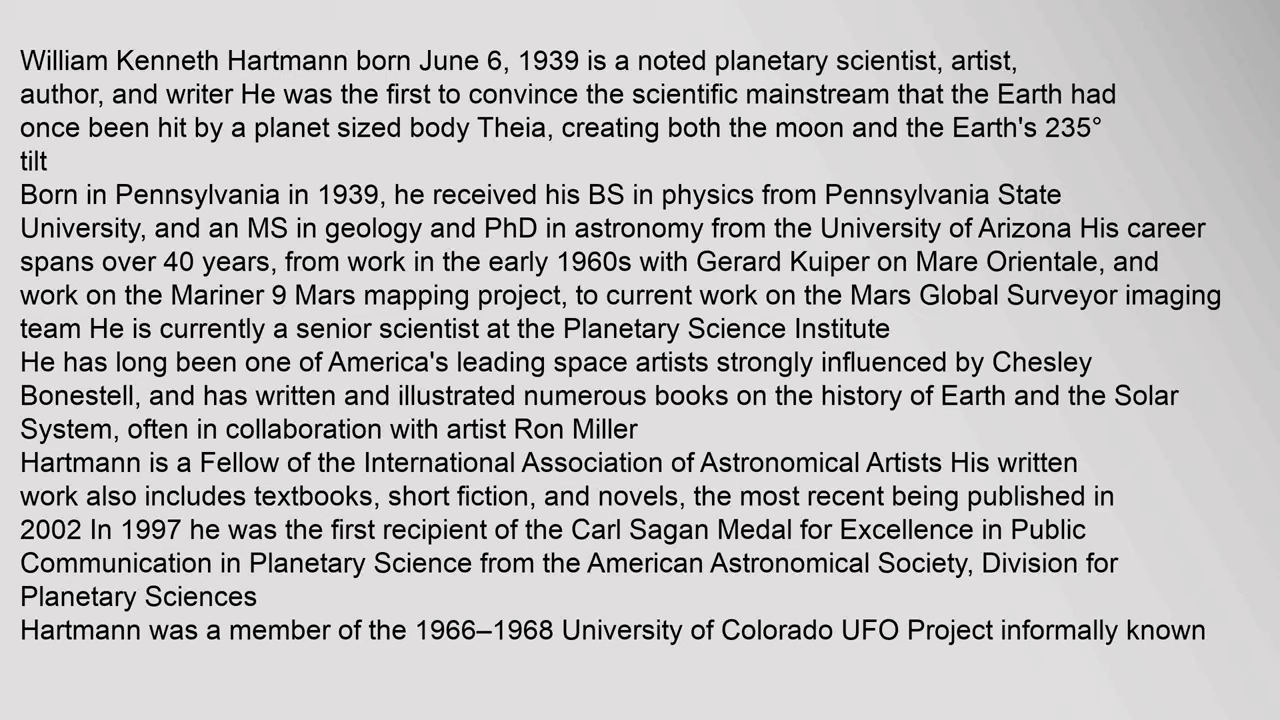 William Kenneth Hartmann born June 6, 1939 is a noted planetary scientist, artist,
author, and writer He was the first to convince the scientific mainstream that the Earth had
once been hit by a planet sized body Theia, creating both the moon and the Earth's 235°
tilt
Born in Pennsylvania in 1939, he received his BS in physics from Pennsylvania State
University, and an MS in geology and PhD in astronomy from the University of Arizona His career
spans over 40 years, from work in the early 1960s with Gerard Kuiper on Mare Orientale, and
work on the Mariner 9 Mars mapping project, to current work on the Mars Global Surveyor imaging
team He is currently a senior scientist at the Planetary Science Institute
He has long been one of America's leading space artists strongly influenced by Chesley
Bonestell, and has written and illustrated numerous books on the history of Earth and the Solar
System, often in collaboration with artist Ron Miller
Hartmann is a Fellow of the International Association of Astronomical Artists His written
work also includes textbooks, short fiction, and novels, the most recent being published in
2002 In 1997 he was the first recipient of the Carl Sagan Medal for Excellence in Public
Communication in Planetary Science from the American Astronomical Society, Division for
Planetary Sciences
Hartmann was a member of the 1966–1968 University of Colorado UFO Project informally known